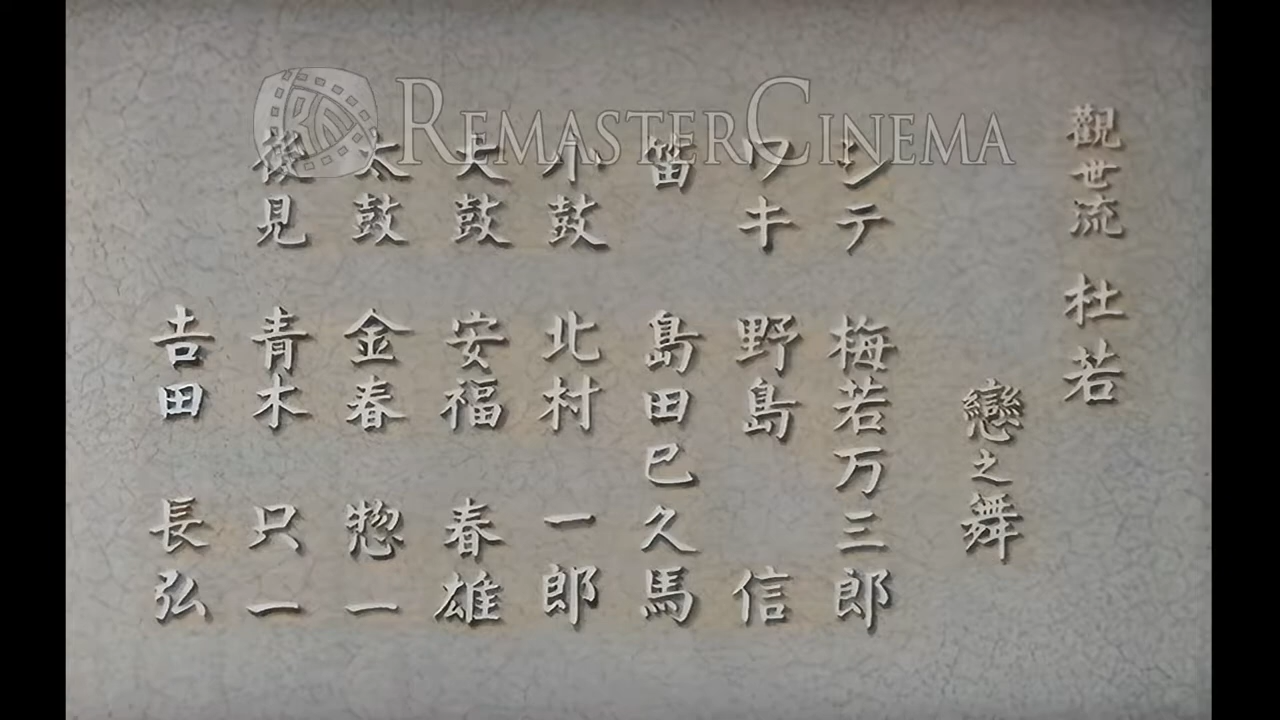 REMASTERCINEMA
觀世流 杜若
戀之舞
シテ 梅若万三郎
ワキ 野島 信
笛 島田巳久馬
小鼓 北村 一郎
大鼓 安福 春雄
太鼓 金春 惣一
後見 青木 只一
吉田 長弘